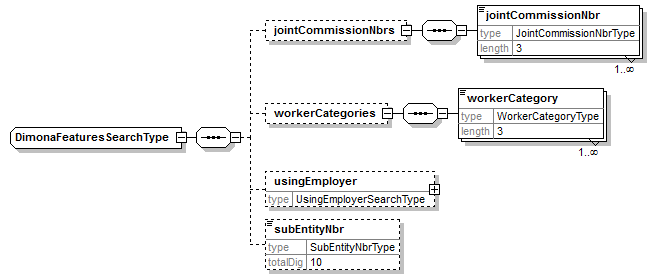 jointCommissionNbrs
jointCommissionNbr
type JointCommissionNbrType
length 3
1..∞
workerCategories
workerCategory
type WorkerCategoryType
length 3
1..∞
DimonaFeaturesSearchType
usingEmployer
type UsingEmployerSearchType
subEntityNbr
type SubEntityNbrType
totalDig 10